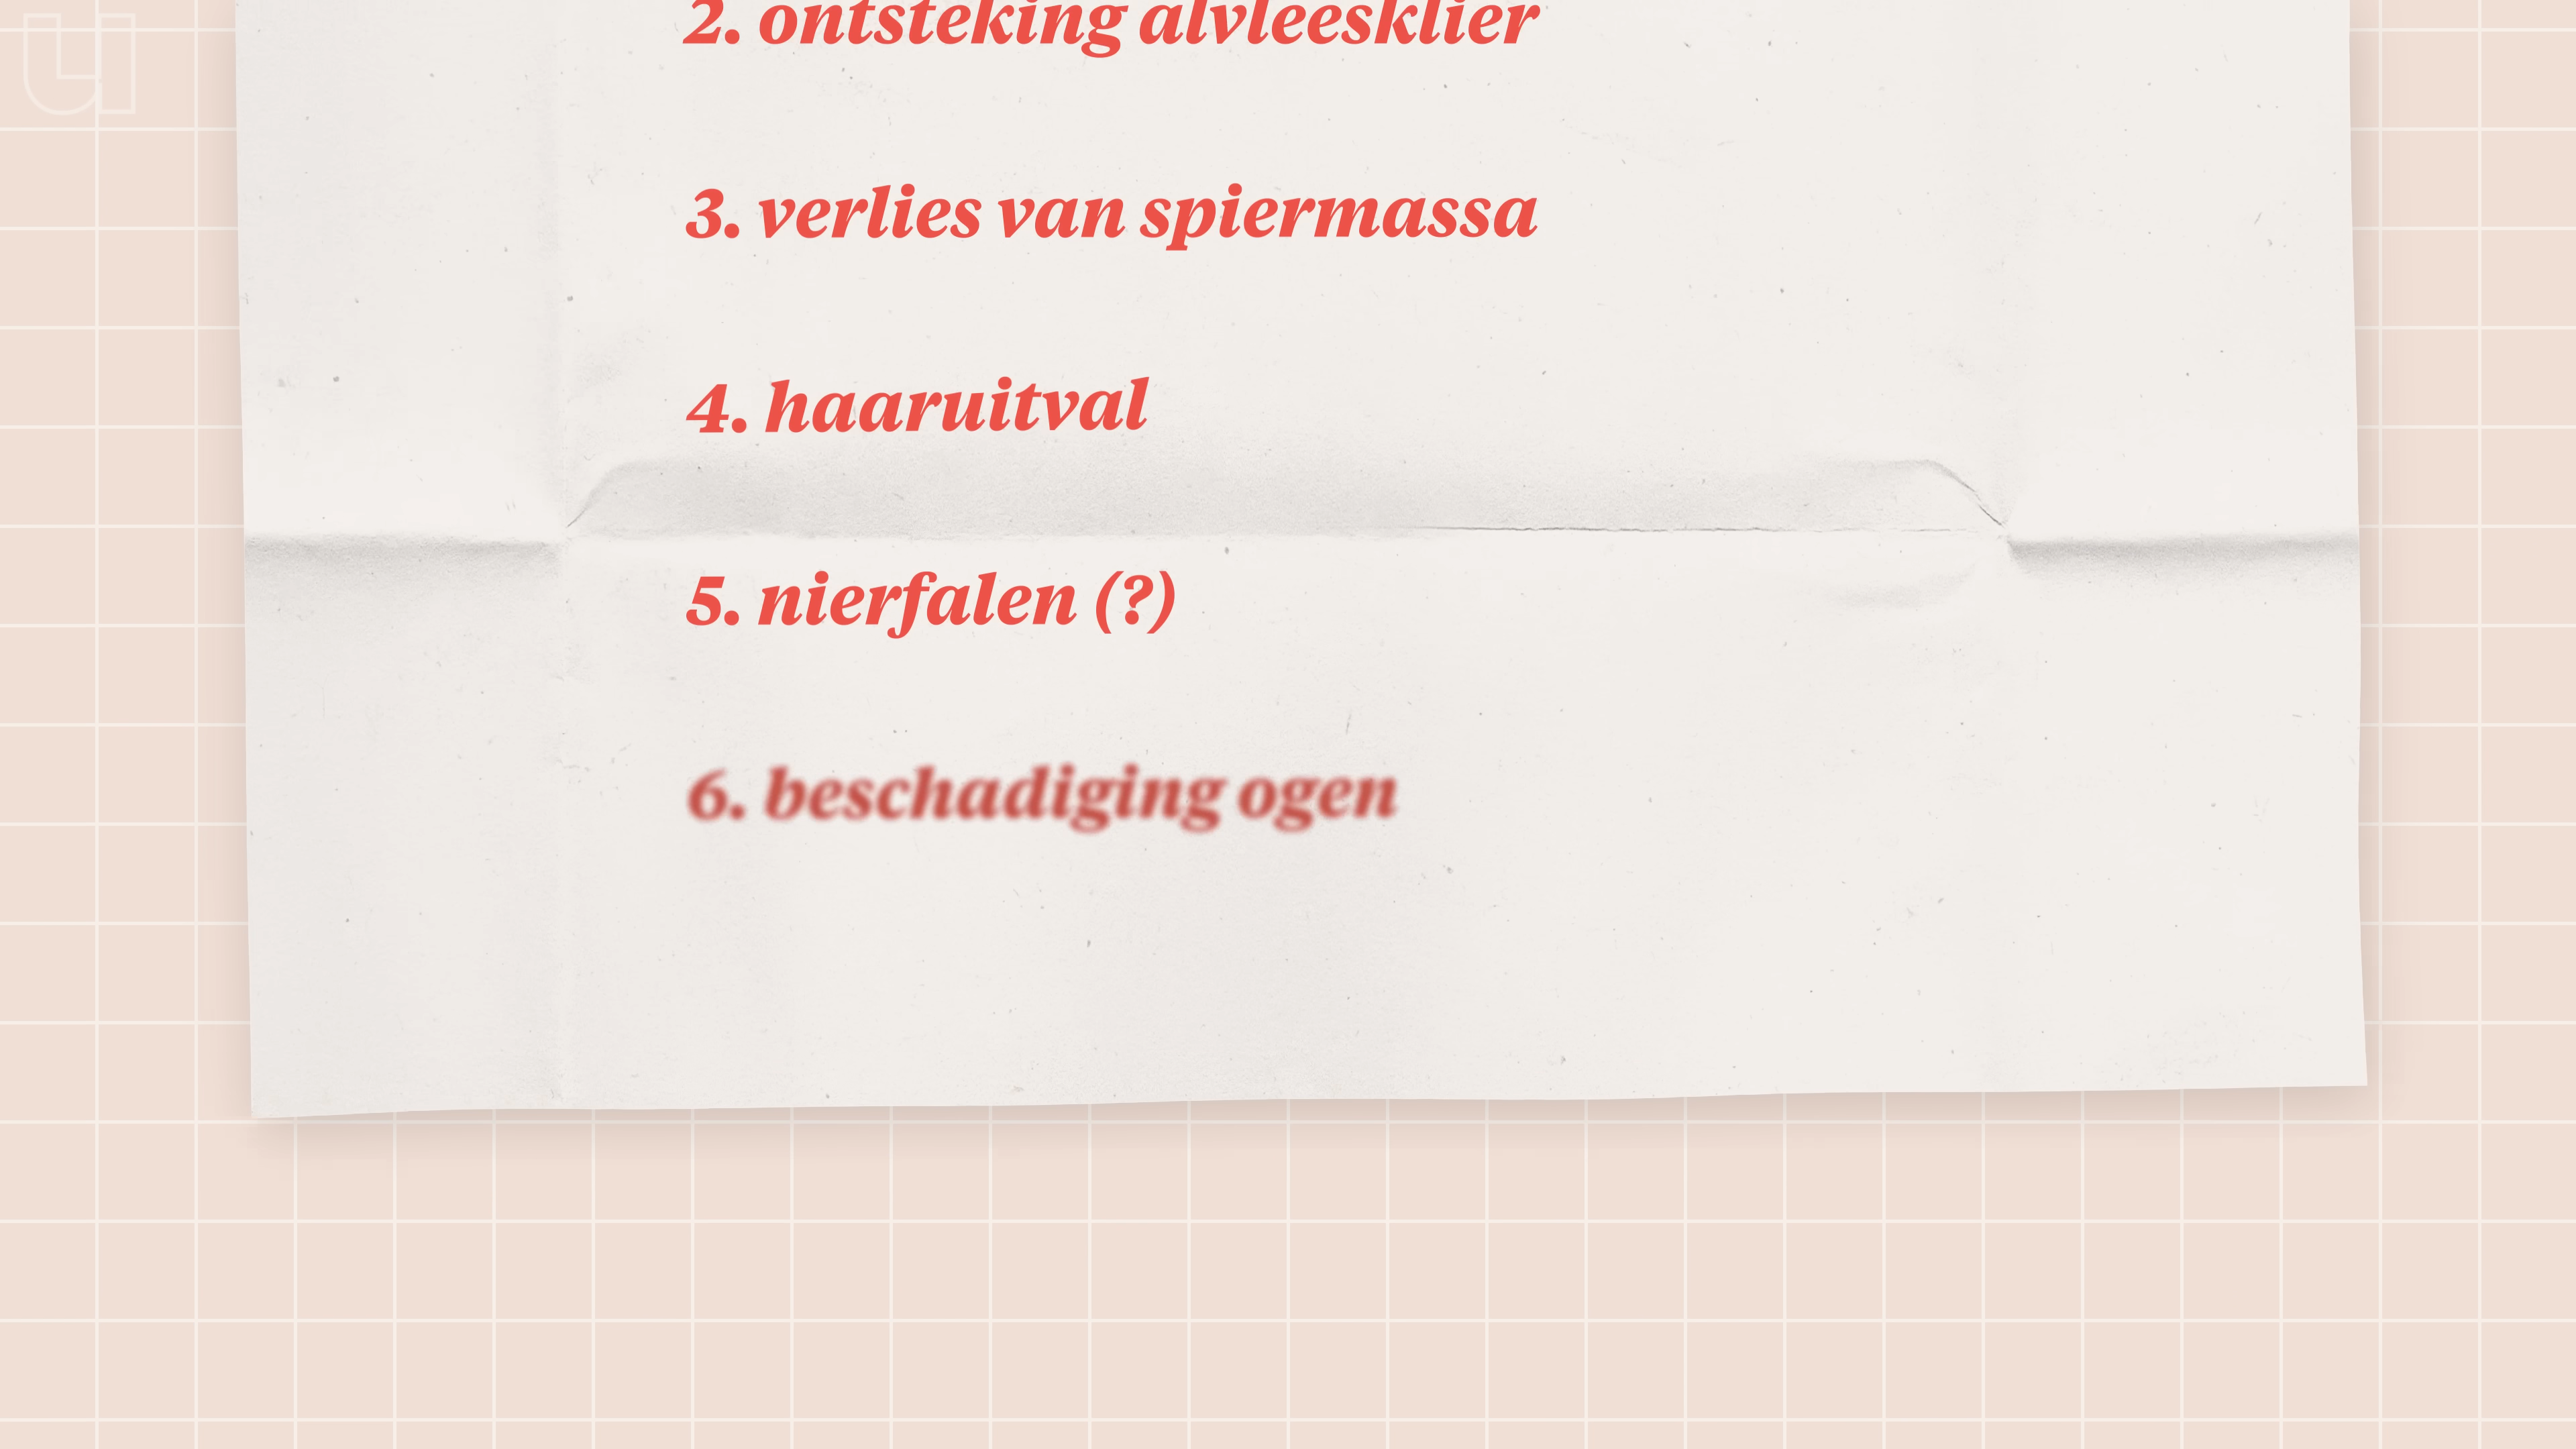 2. ontsteking alvleesklier
3. verlies van spiermassa
4. haaruitval
5. nierfalen (?)
6. beschadiging ogen